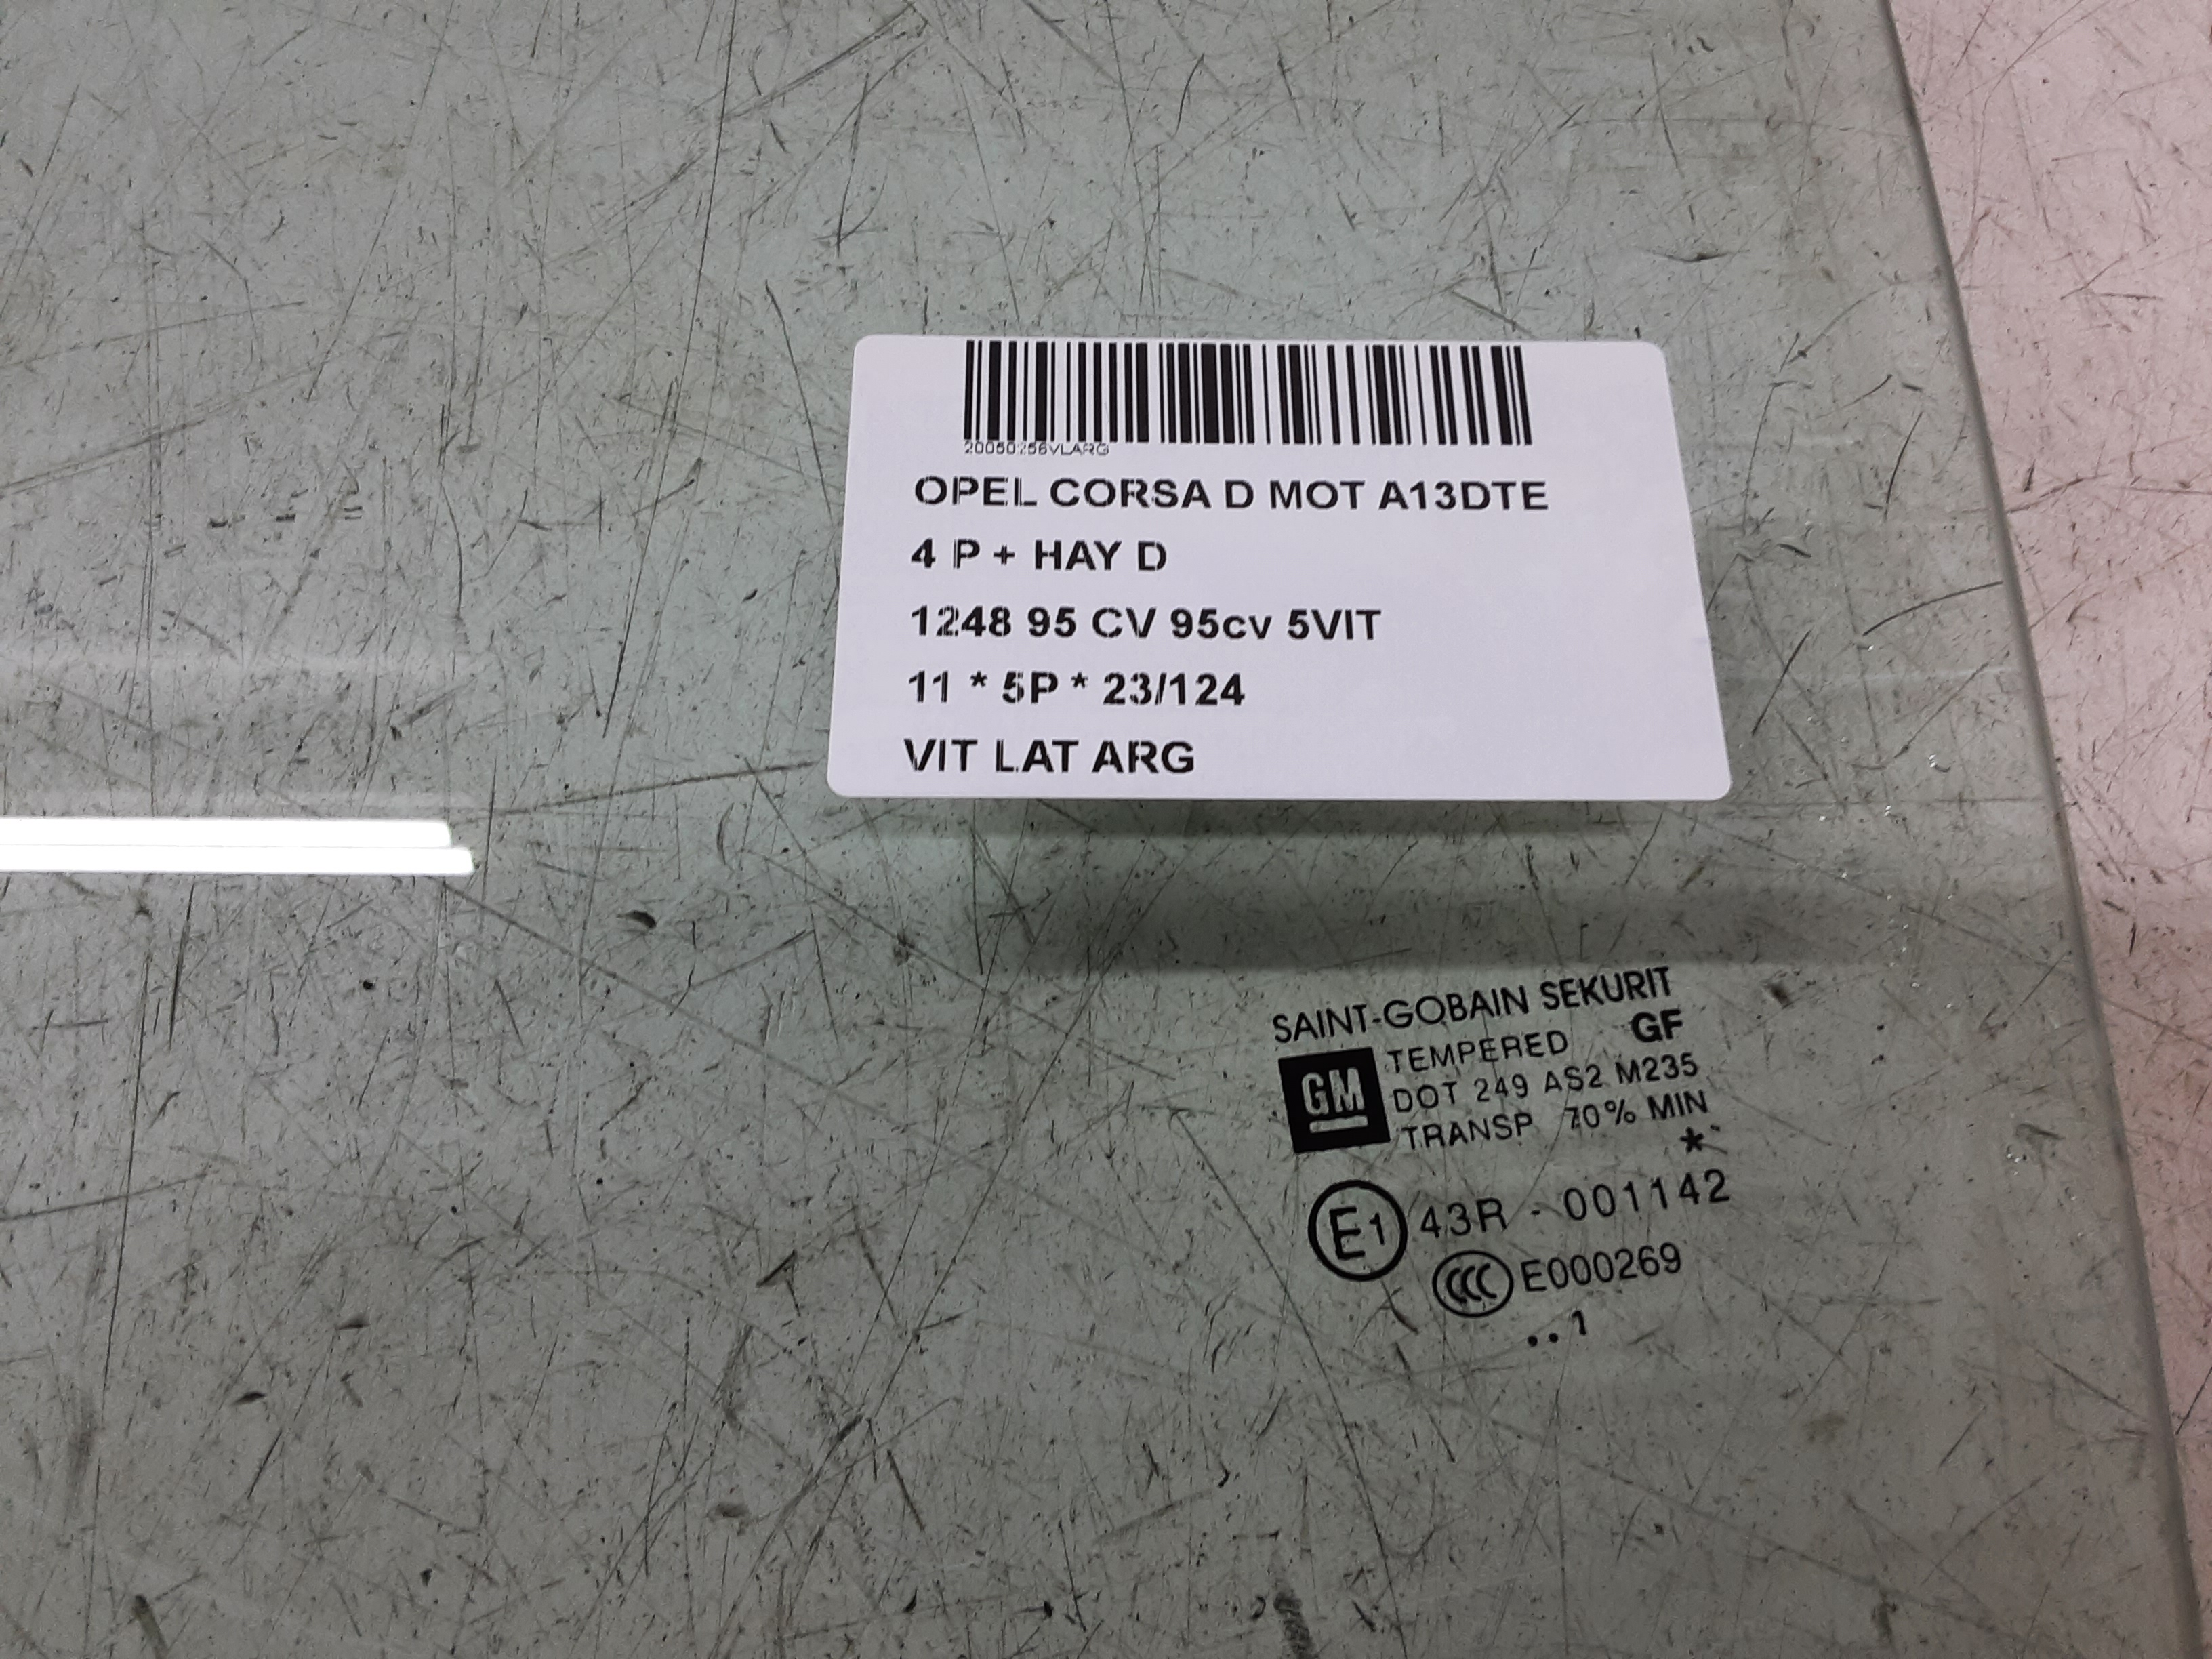 20050256VLARG
OPEL CORSA D MOT A13DTE
4 P + HAY D
1248 95 CV 95cv 5VIT
11 * 5P * 23/124
VIT LAT ARG
SAINT-GOBAIN SEKURIT
GM TEMPERED GF
DOT 249 AS2 M235
TRANSP 70% MIN
*
E1 43R - 001142
CCC E000269
..1